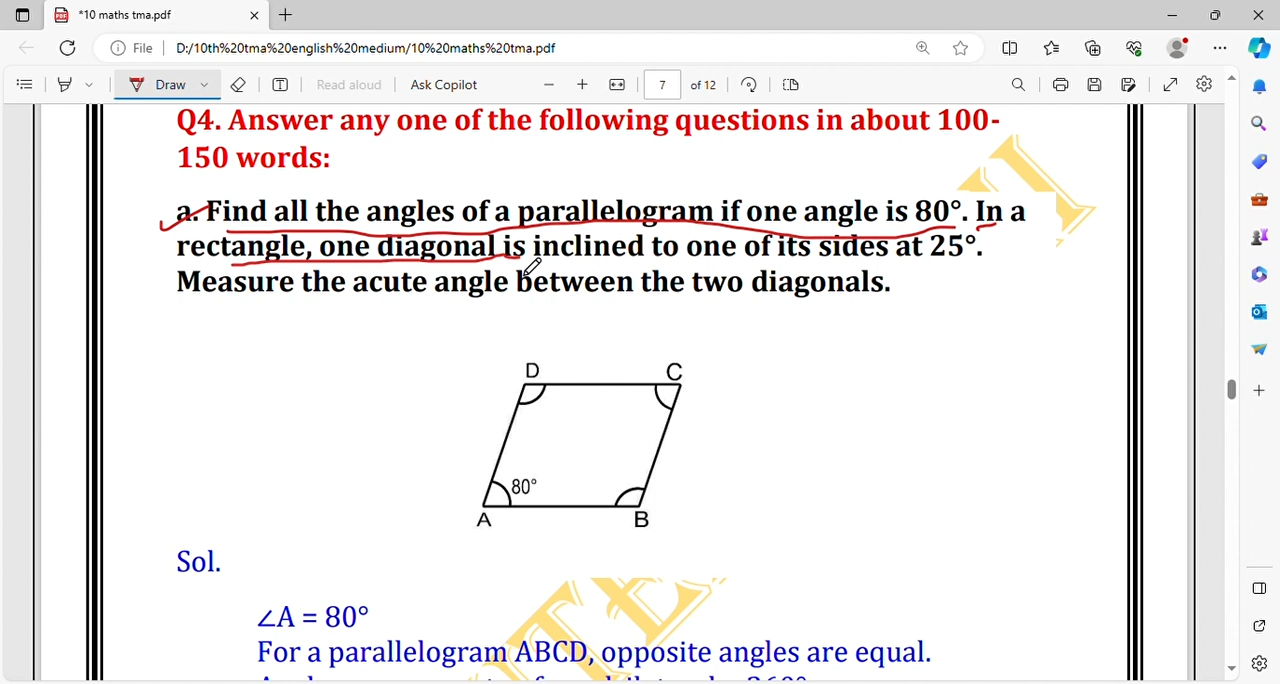 *10 maths tma.pdf
File
D:/10th%20tma%20english%20medium/10%20maths%20tma.pdf
Draw
Read aloud
Ask Copilot
7
of 12
Q4. Answer any one of the following questions in about 100-
150 words:
a. Find all the angles of a parallelogram if one angle is 80°. In a
rectangle, one diagonal is inclined to one of its sides at 25°.
Measure the acute angle between the two diagonals.
D
C
80°
A
B
Sol.
∠A = 80°
For a parallelogram ABCD, opposite angles are equal.